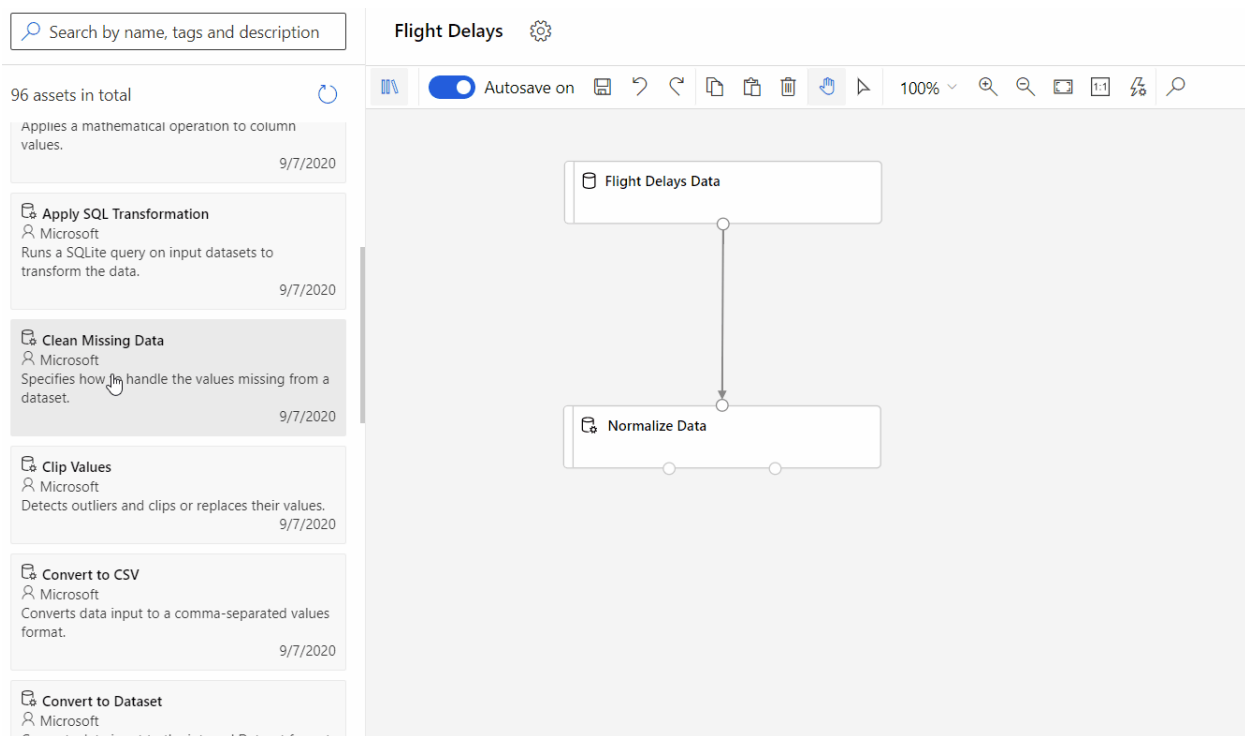 Search by name, tags and description
96 assets in total
Applies a mathematical operation to column
values.
9/7/2020
Apply SQL Transformation
Microsoft
Runs a SQLite query on input datasets to
transform the data.
9/7/2020
Clean Missing Data
Microsoft
Specifies how to handle the values missing from a
dataset.
9/7/2020
Clip Values
Microsoft
Detects outliers and clips or replaces their values.
9/7/2020
Convert to CSV
Microsoft
Converts data input to a comma-separated values
format.
9/7/2020
Convert to Dataset
Microsoft
Flight Delays
Autosave on
100%
1:1
Flight Delays Data
Normalize Data